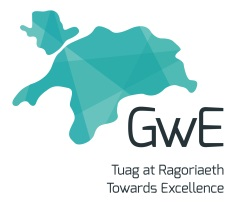 GwE
Tuag at Ragoriaeth
Towards Excellence